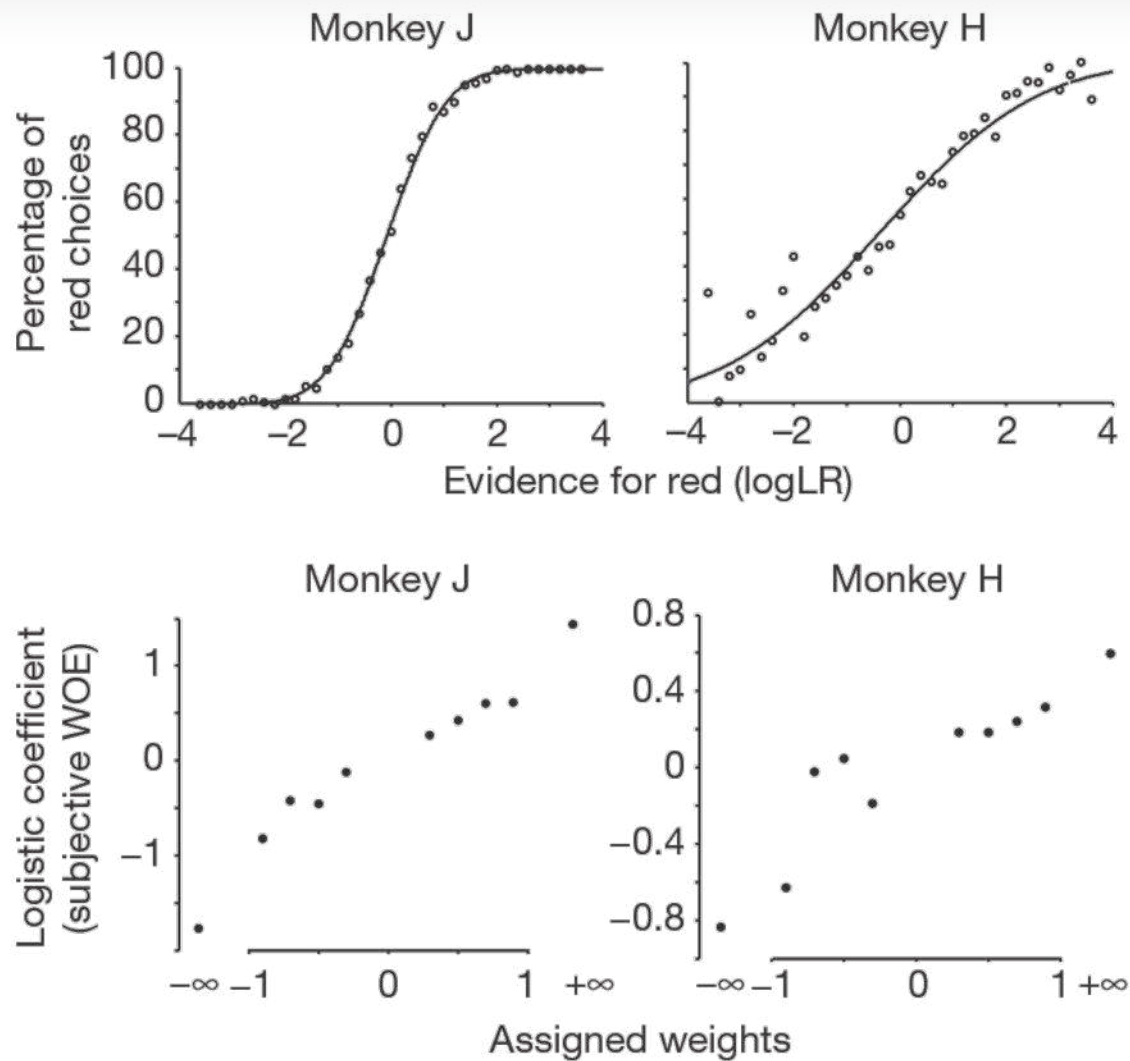 Monkey J
Monkey H
Percentage of
red choices
100
80
60
40
20
0
−4 −2 0 2 4
−4 −2 0 2 4
Evidence for red (logLR)
Monkey J
Monkey H
Logistic coefficient
(subjective WOE)
1
0
−1
0.8
0.4
0
−0.4
−0.8
−∞ −1 0 1 +∞
−∞ −1 0 1 +∞
Assigned weights